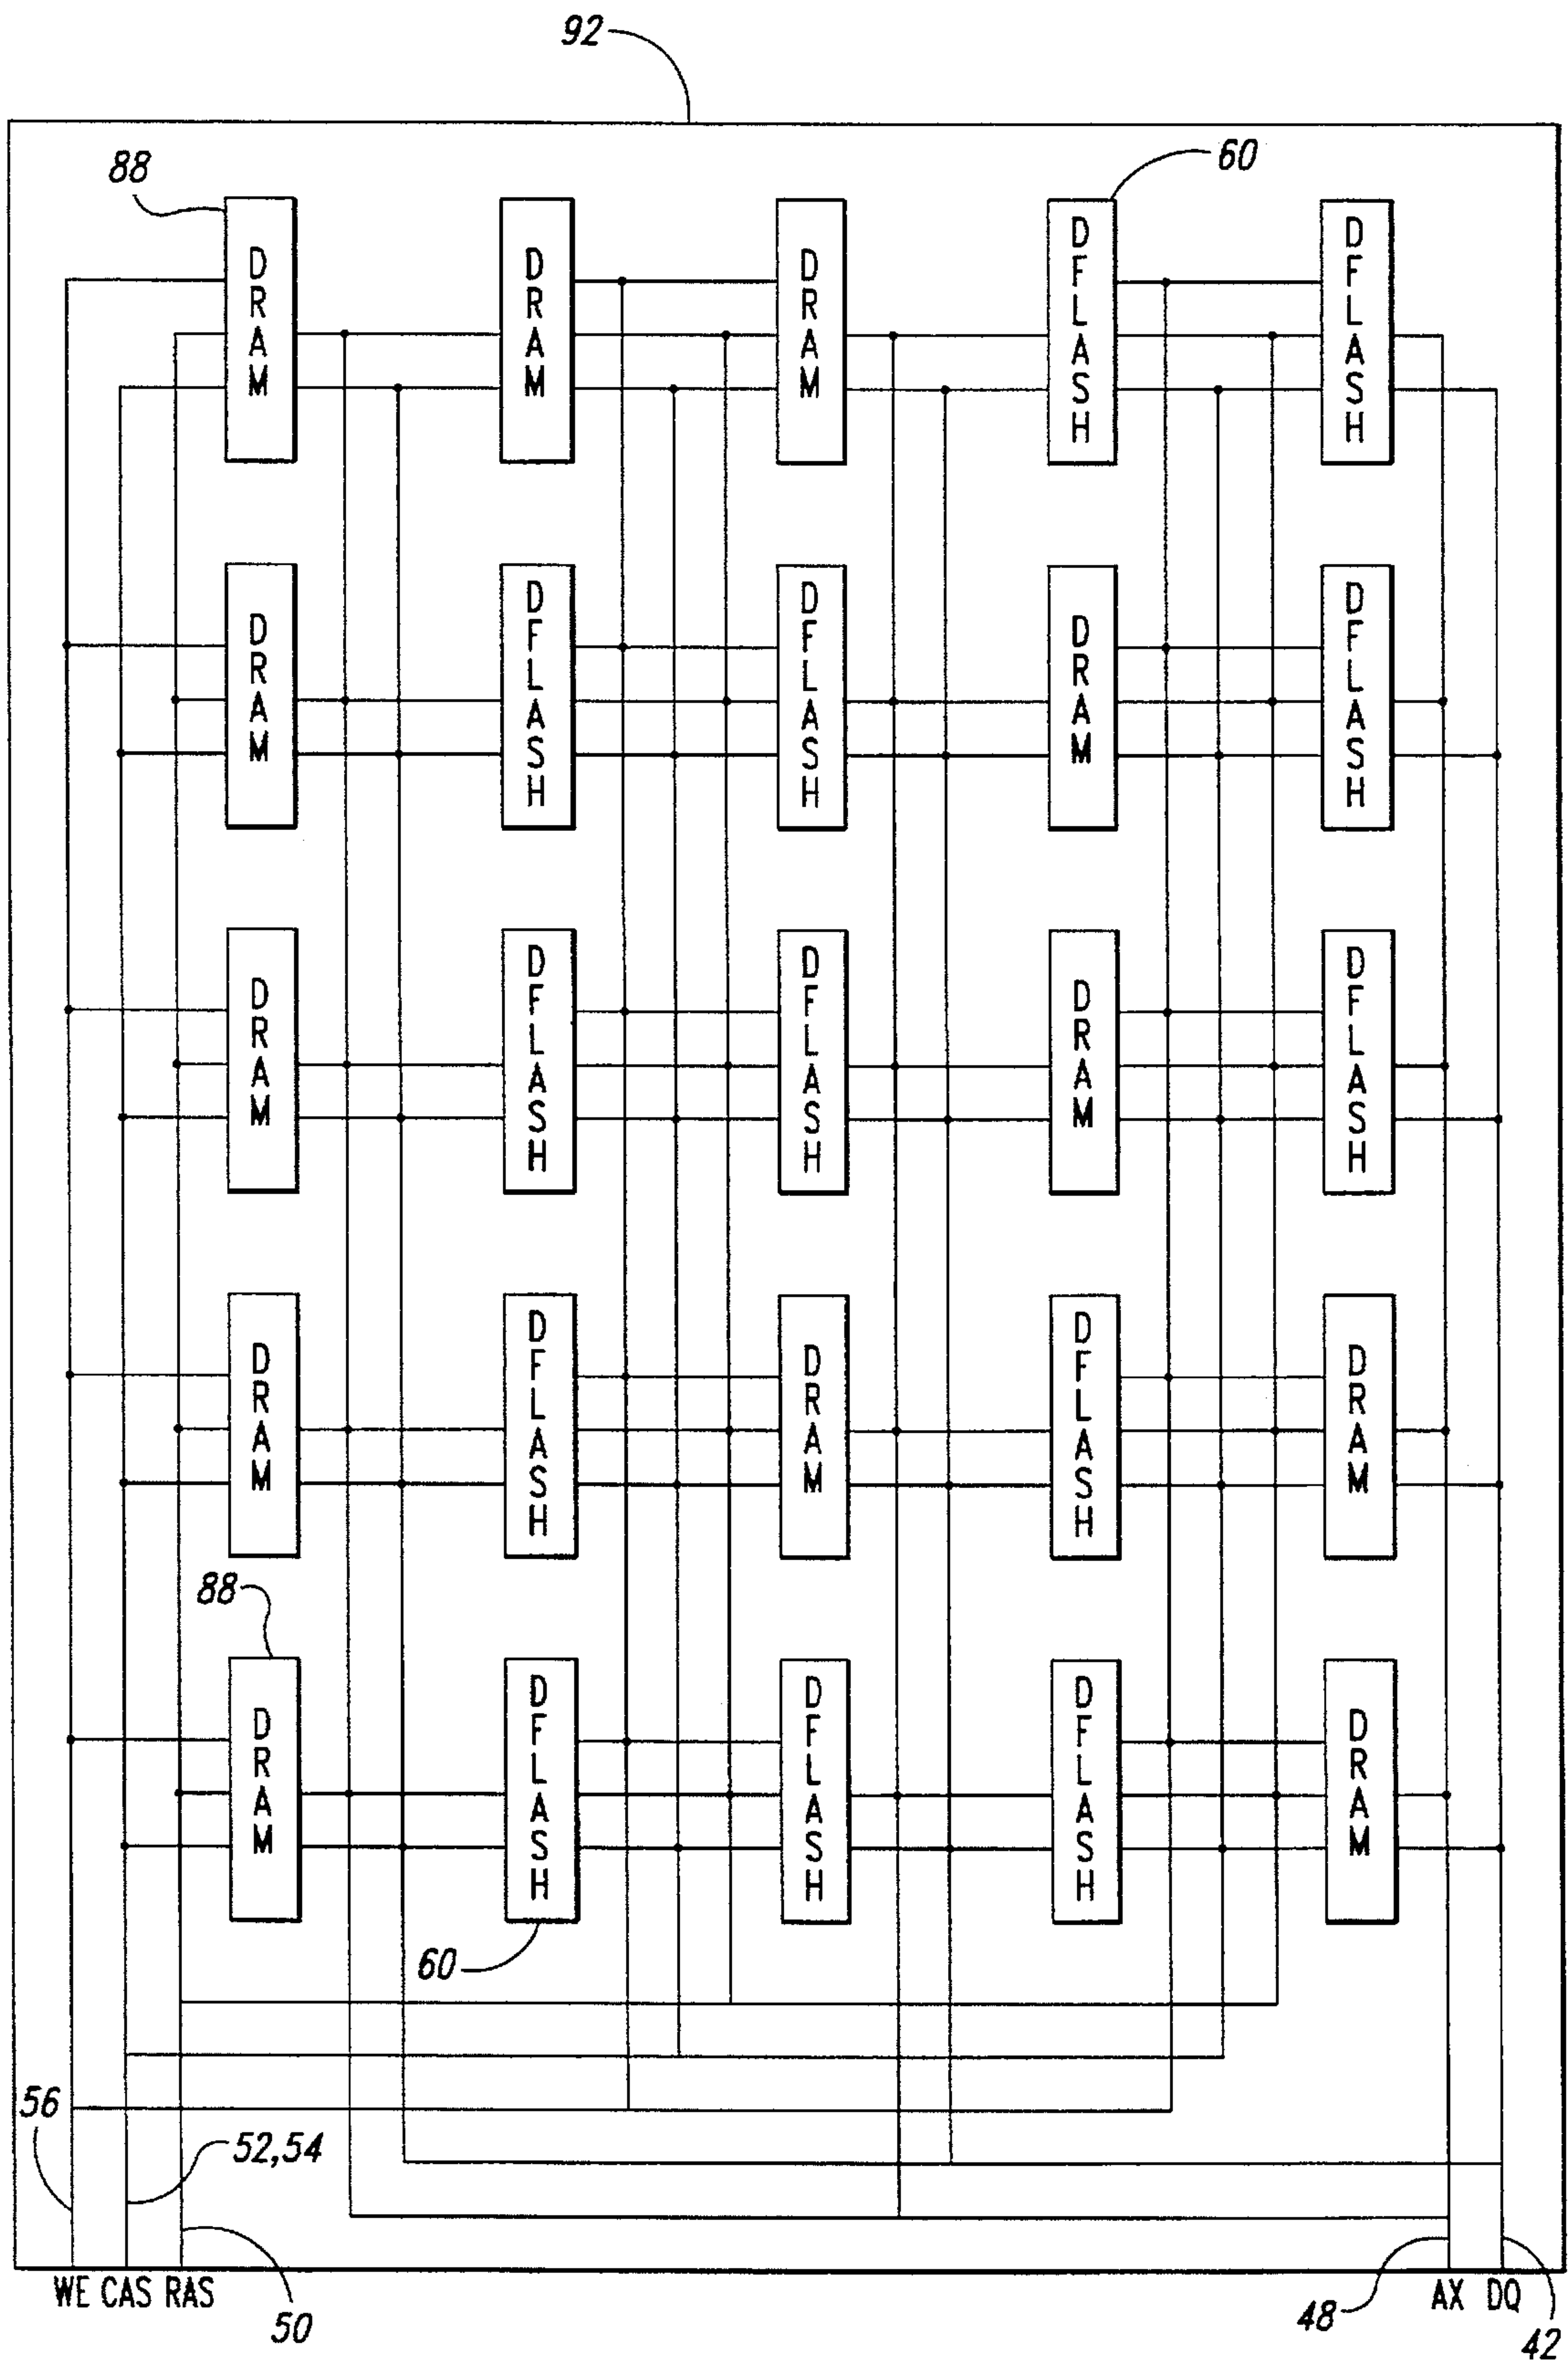 92
88
60
DRAM DRAM DRAM DFLASH DFLASH
DRAM DFLASH DFLASH DRAM DFLASH
DRAM DFLASH DFLASH DRAM DFLASH
DRAM DFLASH DRAM DFLASH DRAM
88
DRAM DFLASH DFLASH DFLASH DRAM
60
56
52,54
WE CAS RAS AX DQ
50
48
42